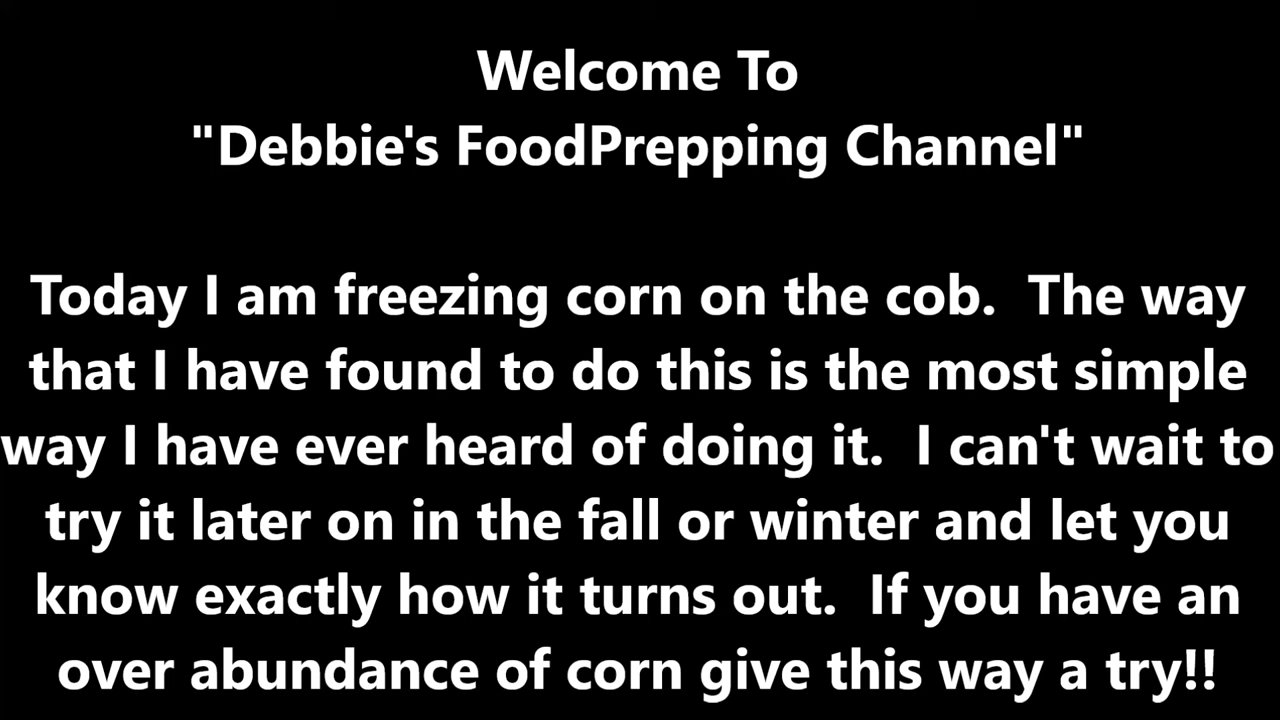 Welcome To
"Debbie's FoodPrepping Channel"
Today I am freezing corn on the cob.  The way
that I have found to do this is the most simple
way I have ever heard of doing it.  I can't wait to
try it later on in the fall or winter and let you
know exactly how it turns out.  If you have an
over abundance of corn give this way a try!!